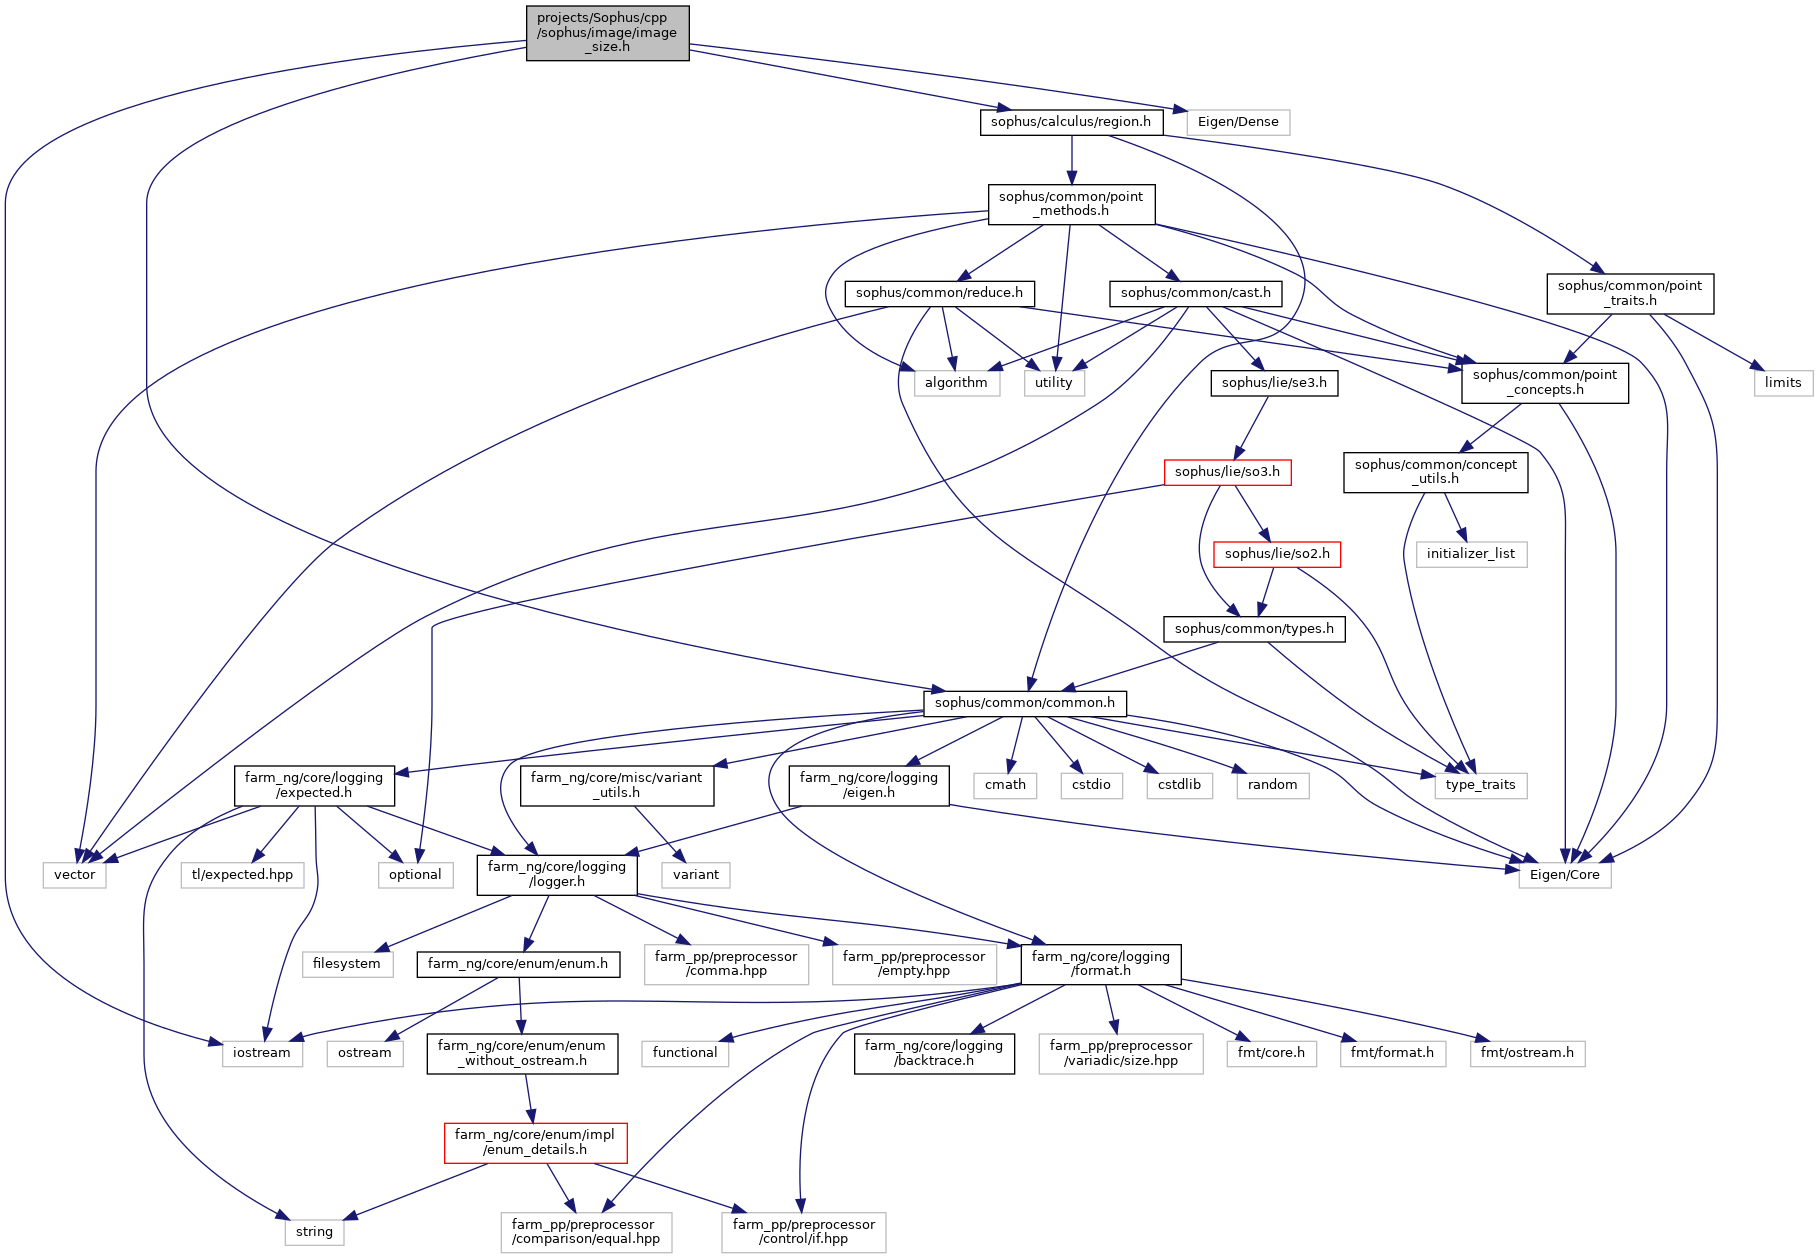 projects/Sophus/cpp
/sophus/image/image
_size.h
sophus/calculus/region.h
Eigen/Dense
sophus/common/point
_methods.h
sophus/common/reduce.h
sophus/common/cast.h
sophus/common/point
_traits.h
algorithm
utility
sophus/lie/se3.h
sophus/common/point
_concepts.h
limits
sophus/lie/so3.h
sophus/common/concept
_utils.h
sophus/lie/so2.h
initializer_list
sophus/common/types.h
sophus/common/common.h
farm_ng/core/logging
/expected.h
farm_ng/core/misc/variant
_utils.h
farm_ng/core/logging
/eigen.h
cmath
cstdio
cstdlib
random
type_traits
vector
tl/expected.hpp
optional
farm_ng/core/logging
/logger.h
variant
Eigen/Core
filesystem
farm_ng/core/enum/enum.h
farm_pp/preprocessor
/comma.hpp
farm_pp/preprocessor
/empty.hpp
farm_ng/core/logging
/format.h
iostream
ostream
farm_ng/core/enum/enum
_without_ostream.h
functional
farm_ng/core/logging
/backtrace.h
farm_pp/preprocessor
/variadic/size.hpp
fmt/core.h
fmt/format.h
fmt/ostream.h
farm_ng/core/enum/impl
/enum_details.h
string
farm_pp/preprocessor
/comparison/equal.hpp
farm_pp/preprocessor
/control/if.hpp